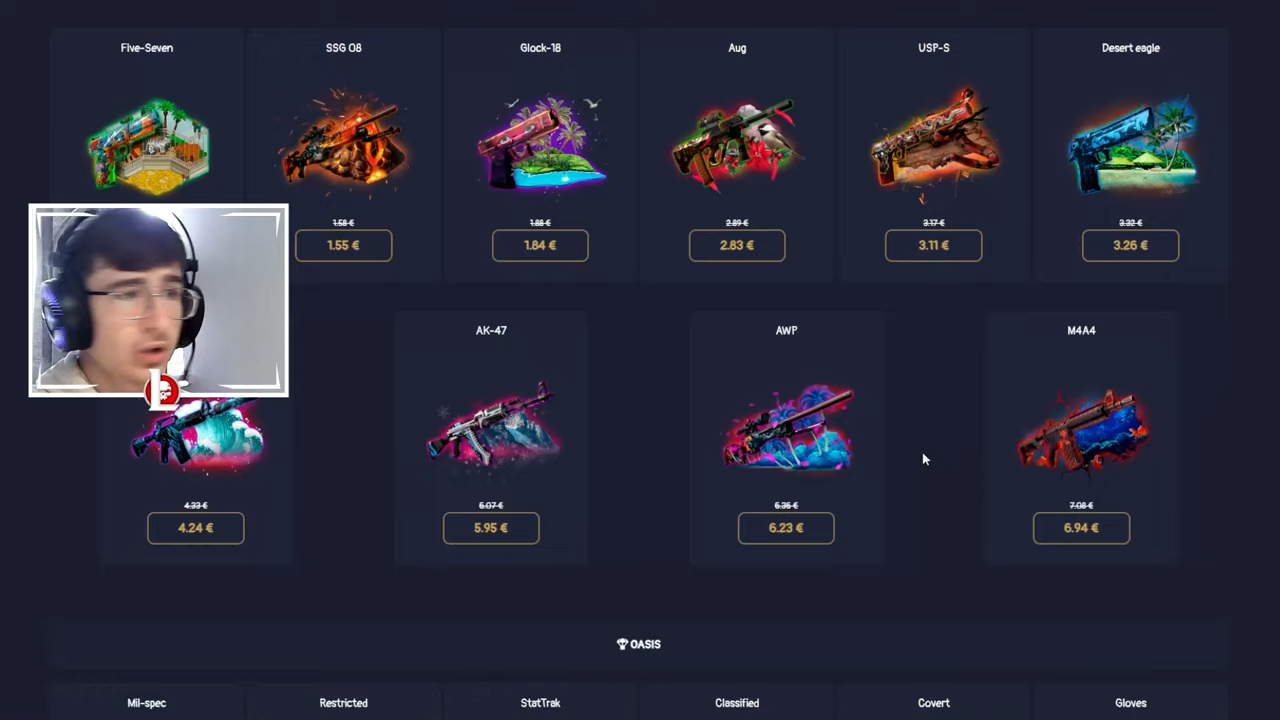 Five-Seven
SSG 08
Glock-18
Aug
USP-S
Desert eagle
1.58 €
1.88 €
2.89 €
3.17 €
3.32 €
1.55 €
1.84 €
2.83 €
3.11 €
3.26 €
AK-47
AWP
M4A4
L
4.33 €
6.07 €
6.36 €
7.08 €
4.24 €
5.95 €
6.23 €
6.94 €
OASIS
Mil-spec
Restricted
StatTrak
Classified
Covert
Gloves